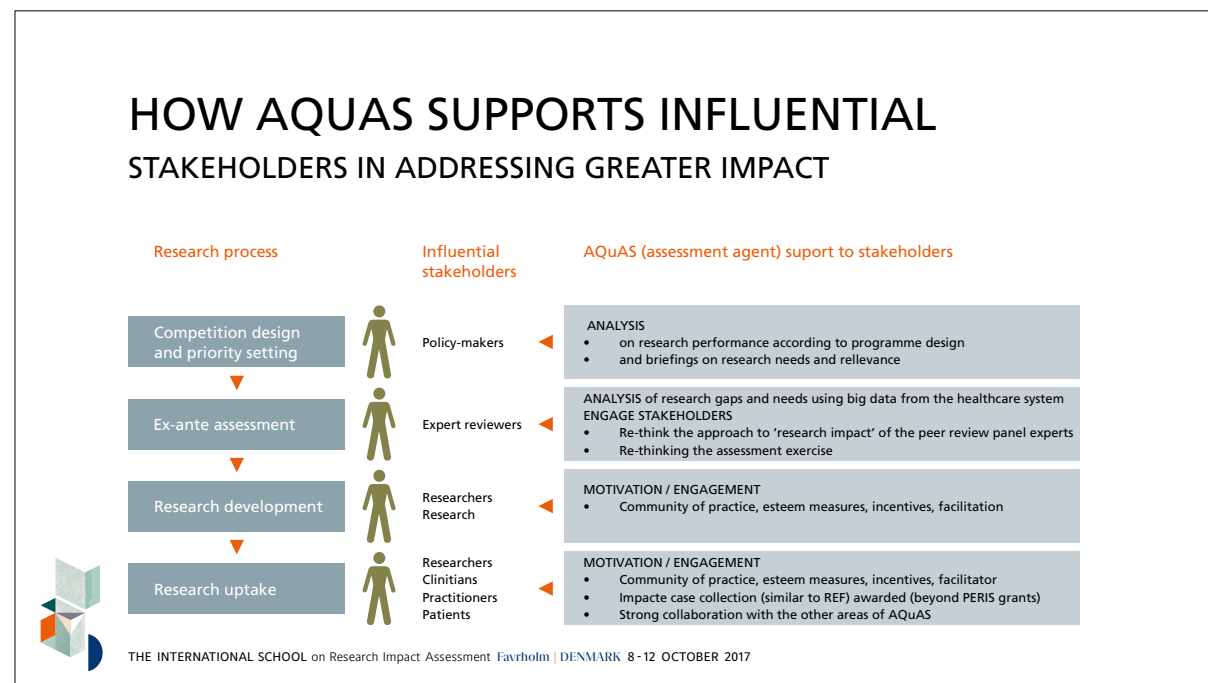 HOW AQUAS SUPPORTS INFLUENTIAL
STAKEHOLDERS IN ADDRESSING GREATER IMPACT
Research process
Influential
stakeholders
AQuAS (assessment agent) suport to stakeholders
Competition design
and priority setting
Policy-makers
ANALYSIS
• on research performance according to programme design
• and briefings on research needs and rellevance
Ex-ante assessment
Expert reviewers
ANALYSIS of research gaps and needs using big data from the healthcare system
ENGAGE STAKEHOLDERS
• Re-think the approach to ‘research impact’ of the peer review panel experts
• Re-thinking the assessment exercise
Research development
Researchers
Research
MOTIVATION / ENGAGEMENT
• Community of practice, esteem measures, incentives, facilitation
Research uptake
Researchers
Clinitians
Practitioners
Patients
MOTIVATION / ENGAGEMENT
• Community of practice, esteem measures, incentives, facilitator
• Impacte case collection (similar to REF) awarded (beyond PERIS grants)
• Strong collaboration with the other areas of AQuAS
THE INTERNATIONAL SCHOOL on Research Impact Assessment Favrholm | DENMARK 8-12 OCTOBER 2017